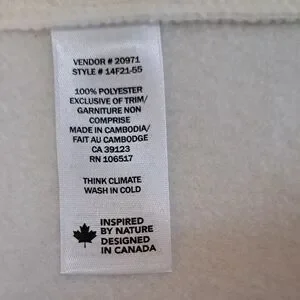 VENDOR # 20971
STYLE # 14F21-55
100% POLYESTER
EXCLUSIVE OF TRIM/
GARNITURE NON
COMPRISE
MADE IN CAMBODIA/
FAIT AU CAMBODGE
CA 39123
RN 106517
THINK CLIMATE
WASH IN COLD
INSPIRED
BY NATURE
DESIGNED
IN CANADA